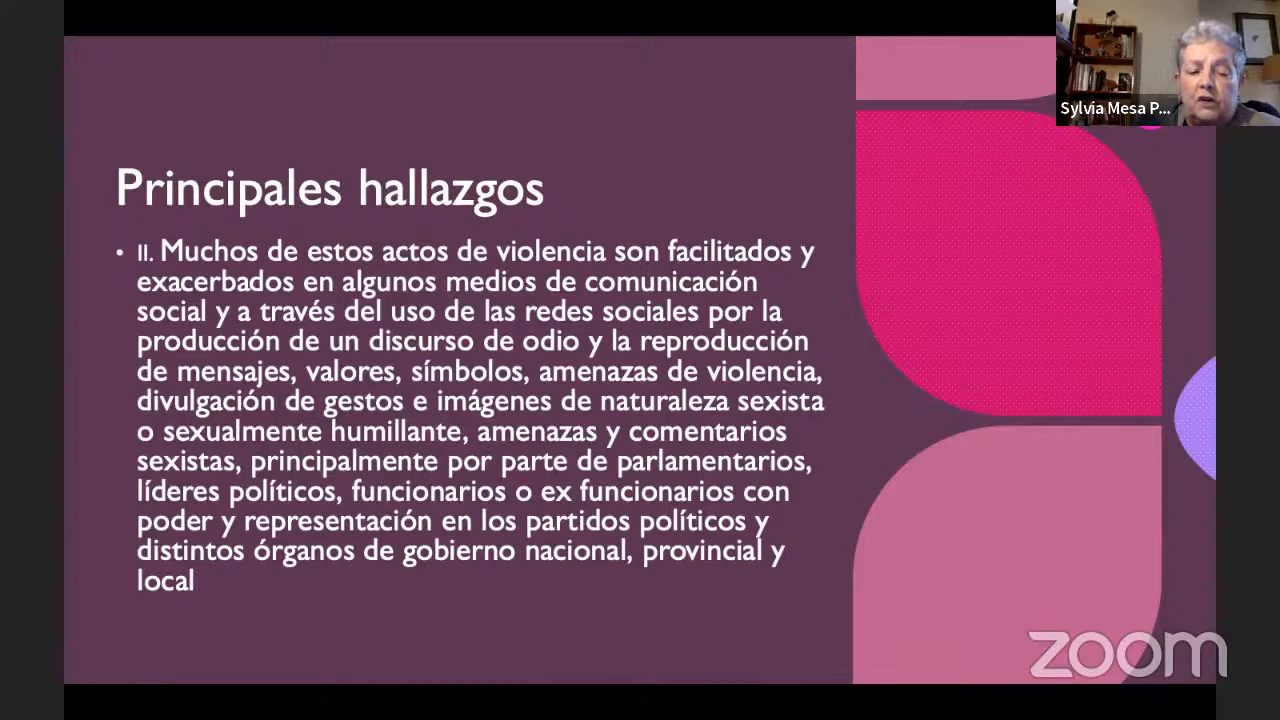 Sylvia Mesa P...
Principales hallazgos
• II. Muchos de estos actos de violencia son facilitados y
exacerbados en algunos medios de comunicación
social y a través del uso de las redes sociales por la
producción de un discurso de odio y la reproducción
de mensajes, valores, símbolos, amenazas de violencia,
divulgación de gestos e imágenes de naturaleza sexista
o sexualmente humillante, amenazas y comentarios
sexistas, principalmente por parte de parlamentarios,
líderes políticos, funcionarios o ex funcionarios con
poder y representación en los partidos políticos y
distintos órganos de gobierno nacional, provincial y
local
zoom